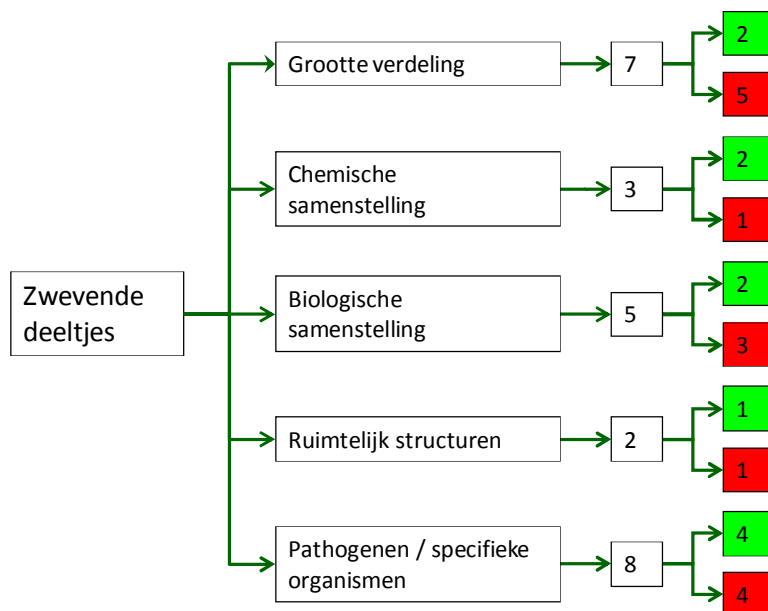 Zwevende
deeltjes
Grootte verdeling
7
2
5
Chemische
samenstelling
3
2
1
Biologische
samenstelling
5
2
3
Ruimtelijk structuren
2
1
1
Pathogenen / specifieke
organismen
8
4
4